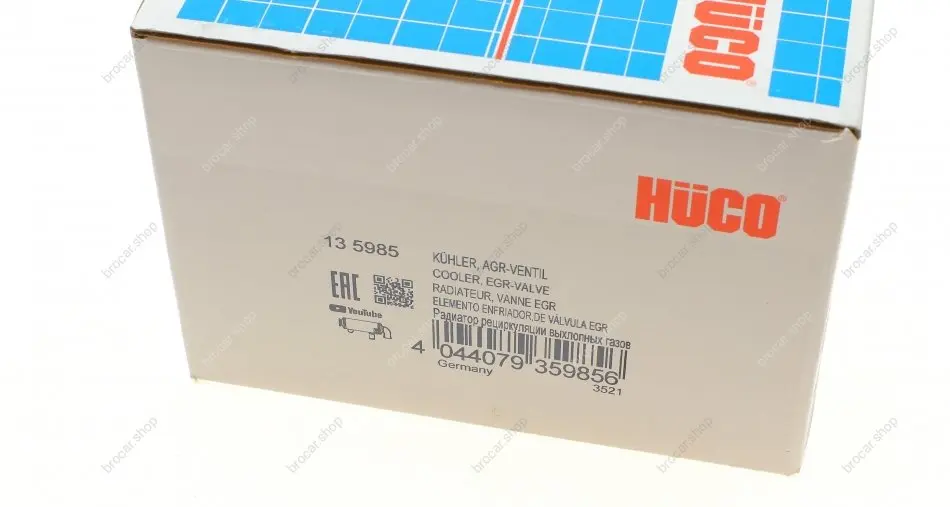 HÜCO
HÜCO
13 5985
KÜHLER, AGR-VENTIL
COOLER, EGR-VALVE
RADIATEUR, VANNE EGR
ELEMENTO ENFRIADOR.DE VÁLVULA EGR
Радиатор рециркуляции выхлопных газов
EAC
YouTube
4 044079 359856
Germany
3521
brocar.shop